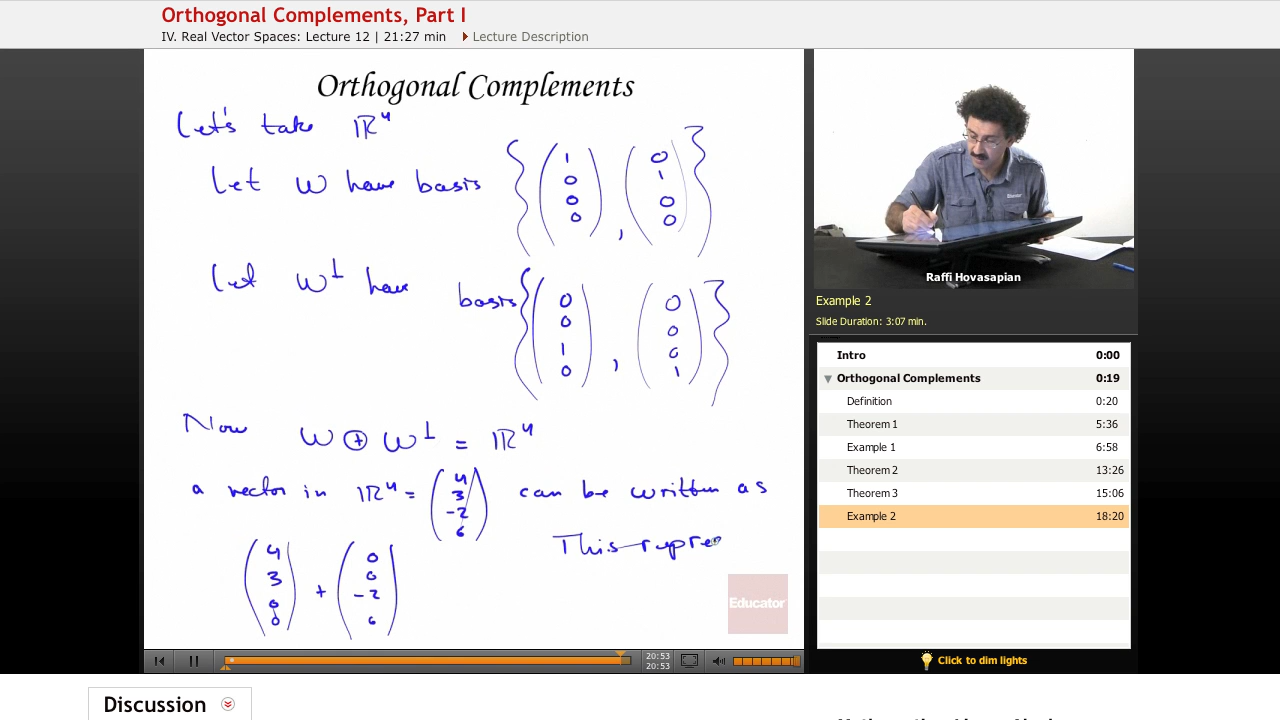 Orthogonal Complements, Part I
IV. Real Vector Spaces: Lecture 12 | 21:27 min Lecture Description
Orthogonal Complements
Let's take ℝ⁴
Let W have basis { (1 0 0 0), (0 1 0 0) }
Let W⊥ have basis { (0 0 1 0), (0 0 0 1) }
Now W ⊕ W⊥ = ℝ⁴
a vector in ℝ⁴ = (4 3 -2 6) can be written as
(4 3 0 0) + (0 0 -2 6)
This repre
Educator
Raffi Hovasapian
Example 2
Slide Duration: 3:07 min.
Intro 0:00
Orthogonal Complements 0:19
Definition 0:20
Theorem 1 5:36
Example 1 6:58
Theorem 2 13:26
Theorem 3 15:06
Example 2 18:20
20:53
20:53
Click to dim lights
Discussion